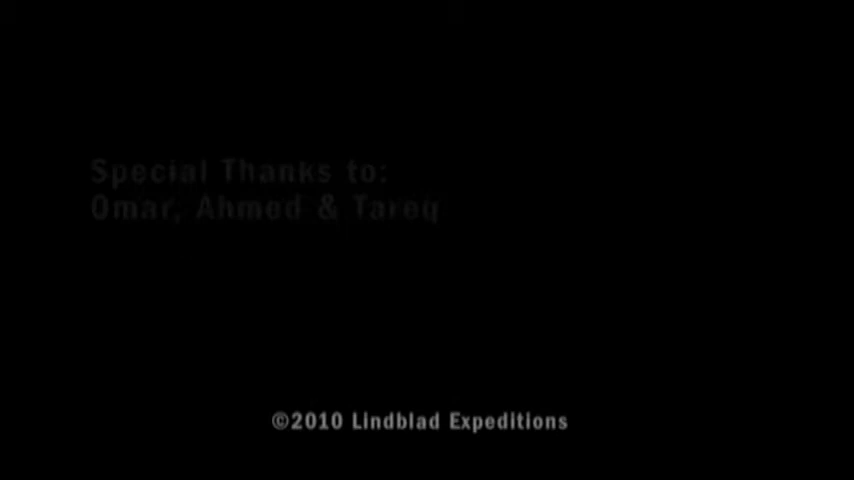 Special Thanks to:
Omar, Ahmed & Tareq
©2010 Lindblad Expeditions